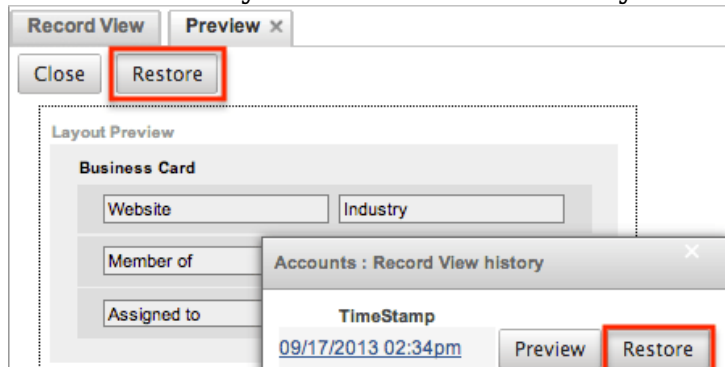 Record View Preview ×
Close Restore
Layout Preview
Business Card
Website Industry
Member of
Accounts : Record View history
Assigned to
TimeStamp
09/17/2013 02:34pm Preview Restore